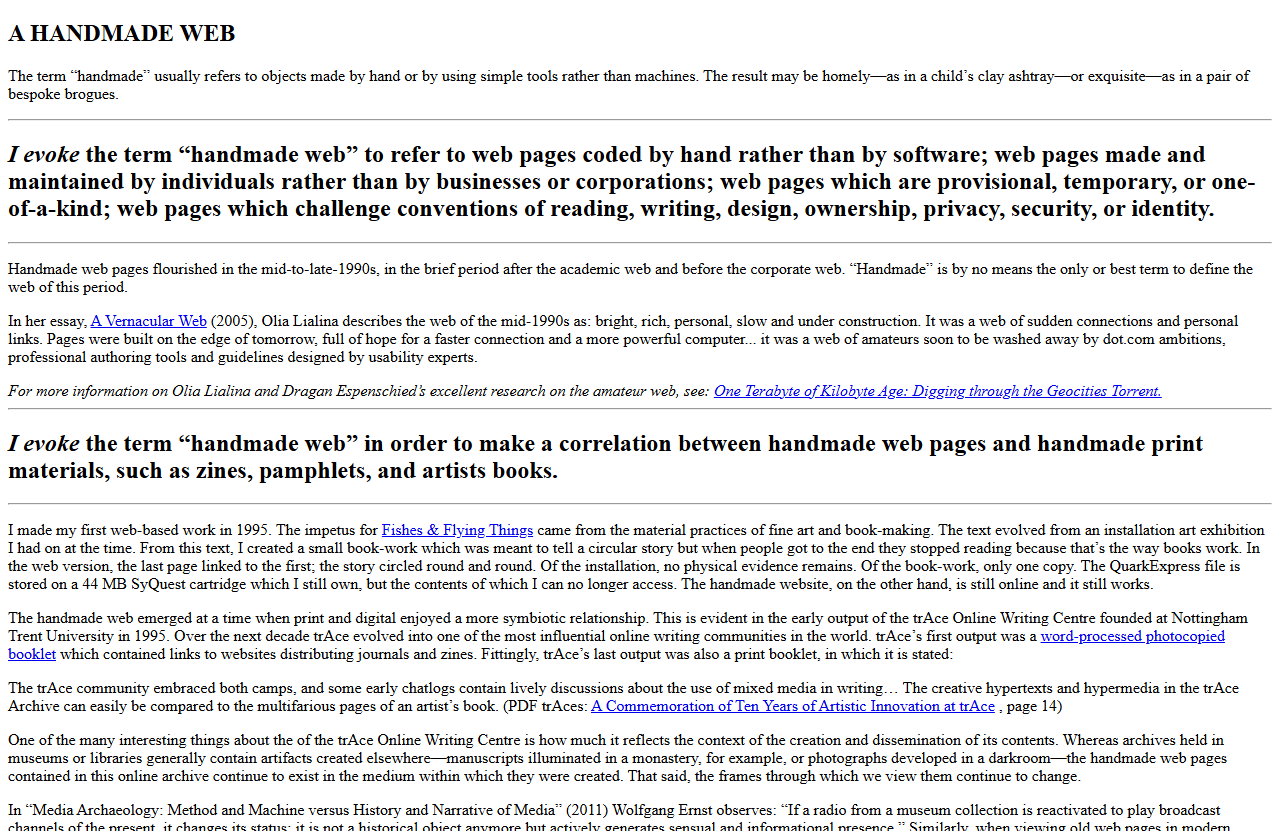 A HANDMADE WEB
The term “handmade” usually refers to objects made by hand or by using simple tools rather than machines. The result may be homely—as in a child’s clay ashtray—or exquisite—as in a pair of
bespoke brogues.
I evoke the term “handmade web” to refer to web pages coded by hand rather than by software; web pages made and
maintained by individuals rather than by businesses or corporations; web pages which are provisional, temporary, or one-
of-a-kind; web pages which challenge conventions of reading, writing, design, ownership, privacy, security, or identity.
Handmade web pages flourished in the mid-to-late-1990s, in the brief period after the academic web and before the corporate web. “Handmade” is by no means the only or best term to define the
web of this period.
In her essay, A Vernacular Web (2005), Olia Lialina describes the web of the mid-1990s as: bright, rich, personal, slow and under construction. It was a web of sudden connections and personal
links. Pages were built on the edge of tomorrow, full of hope for a faster connection and a more powerful computer... it was a web of amateurs soon to be washed away by dot.com ambitions,
professional authoring tools and guidelines designed by usability experts.
For more information on Olia Lialina and Dragan Espenschied’s excellent research on the amateur web, see: One Terabyte of Kilobyte Age: Digging through the Geocities Torrent.
I evoke the term “handmade web” in order to make a correlation between handmade web pages and handmade print
materials, such as zines, pamphlets, and artists books.
I made my first web-based work in 1995. The impetus for Fishes & Flying Things came from the material practices of fine art and book-making. The text evolved from an installation art exhibition
I had on at the time. From this text, I created a small book-work which was meant to tell a circular story but when people got to the end they stopped reading because that’s the way books work. In
the web version, the last page linked to the first; the story circled round and round. Of the installation, no physical evidence remains. Of the book-work, only one copy. The QuarkExpress file is
stored on a 44 MB SyQuest cartridge which I still own, but the contents of which I can no longer access. The handmade website, on the other hand, is still online and it still works.
The handmade web emerged at a time when print and digital enjoyed a more symbiotic relationship. This is evident in the early output of the trAce Online Writing Centre founded at Nottingham
Trent University in 1995. Over the next decade trAce evolved into one of the most influential online writing communities in the world. trAce’s first output was a word-processed photocopied
booklet which contained links to websites distributing journals and zines. Fittingly, trAce’s last output was also a print booklet, in which it is stated:
The trAce community embraced both camps, and some early chatlogs contain lively discussions about the use of mixed media in writing… The creative hypertexts and hypermedia in the trAce
Archive can easily be compared to the multifarious pages of an artist’s book. (PDF trAces: A Commemoration of Ten Years of Artistic Innovation at trAce , page 14)
One of the many interesting things about the of the trAce Online Writing Centre is how much it reflects the context of the creation and dissemination of its contents. Whereas archives held in
museums or libraries generally contain artifacts created elsewhere—manuscripts illuminated in a monastery, for example, or photographs developed in a darkroom—the handmade web pages
contained in this online archive continue to exist in the medium within which they were created. That said, the frames through which we view them continue to change.
In “Media Archaeology: Method and Machine versus History and Narrative of Media” (2011) Wolfgang Ernst observes: “If a radio from a museum collection is reactivated to play broadcast
channels of the present, it changes its status: it is not a historical object anymore but actively generates sensual and informational presence.” Similarly, when viewing old web pages in modern